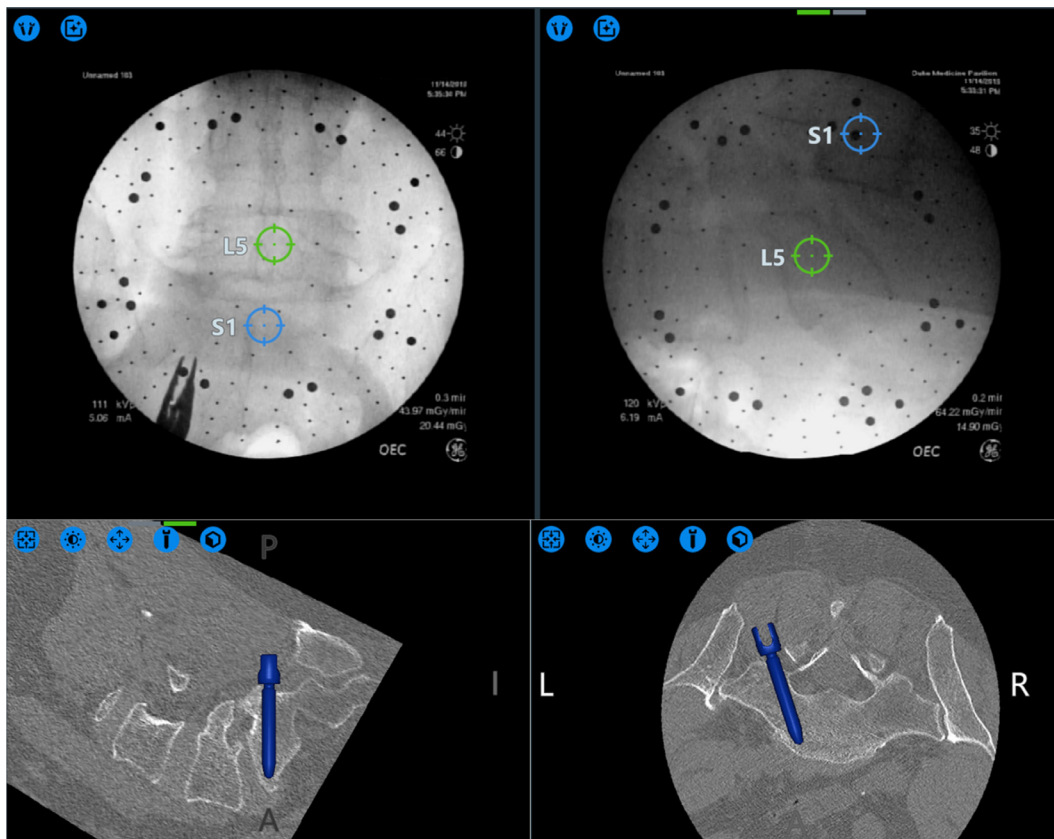 Unnamed 103
11/14/2018
5:35:30 PM
44
66
L5
S1
111 kVp
5.06 mA
0.3 min
43.97 mGy/min
20.44 mGy
OEC
Unnamed 103
Duke Medicine Pavilion
11/14/2018
5:33:31 PM
35
48
S1
L5
120 kVp
6.19 mA
0.2 min
64.22 mGy/min
14.90 mGy
OEC
P
I
A
L
R